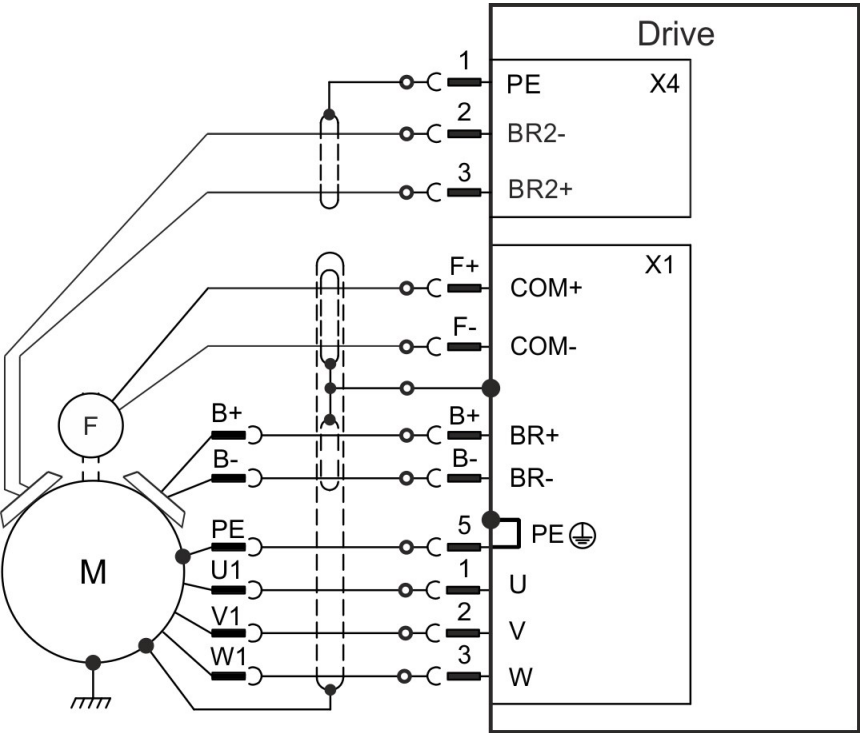 Drive
1
PE X4
2
BR2-
3
BR2+
X1
F+
COM+
F-
COM-
F
B+ B+
BR+
B- B-
BR-
PE 5
PE
M
U1 1
U
V1 2
V
W1 3
W